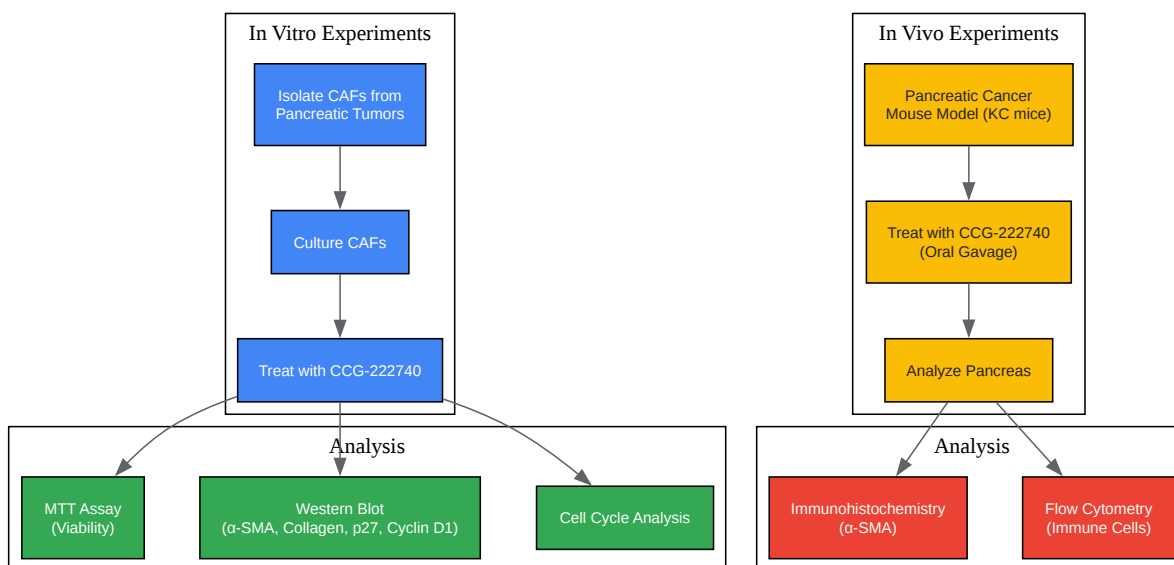 In Vitro Experiments
Isolate CAFs from
Pancreatic Tumors
Culture CAFs
Treat with CCG-222740
Analysis
MTT Assay
(Viability)
Western Blot
(α-SMA, Collagen, p27, Cyclin D1)
Cell Cycle Analysis
In Vivo Experiments
Pancreatic Cancer
Mouse Model (KC mice)
Treat with CCG-222740
(Oral Gavage)
Analyze Pancreas
Analysis
Immunohistochemistry
(α-SMA)
Flow Cytometry
(Immune Cells)